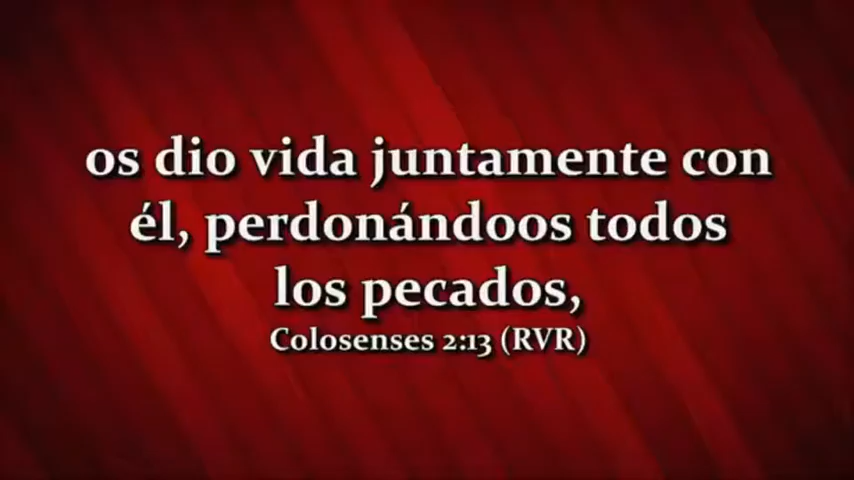 os dio vida juntamente con
él, perdonándoos todos
los pecados,
Colosenses 2:13 (RVR)